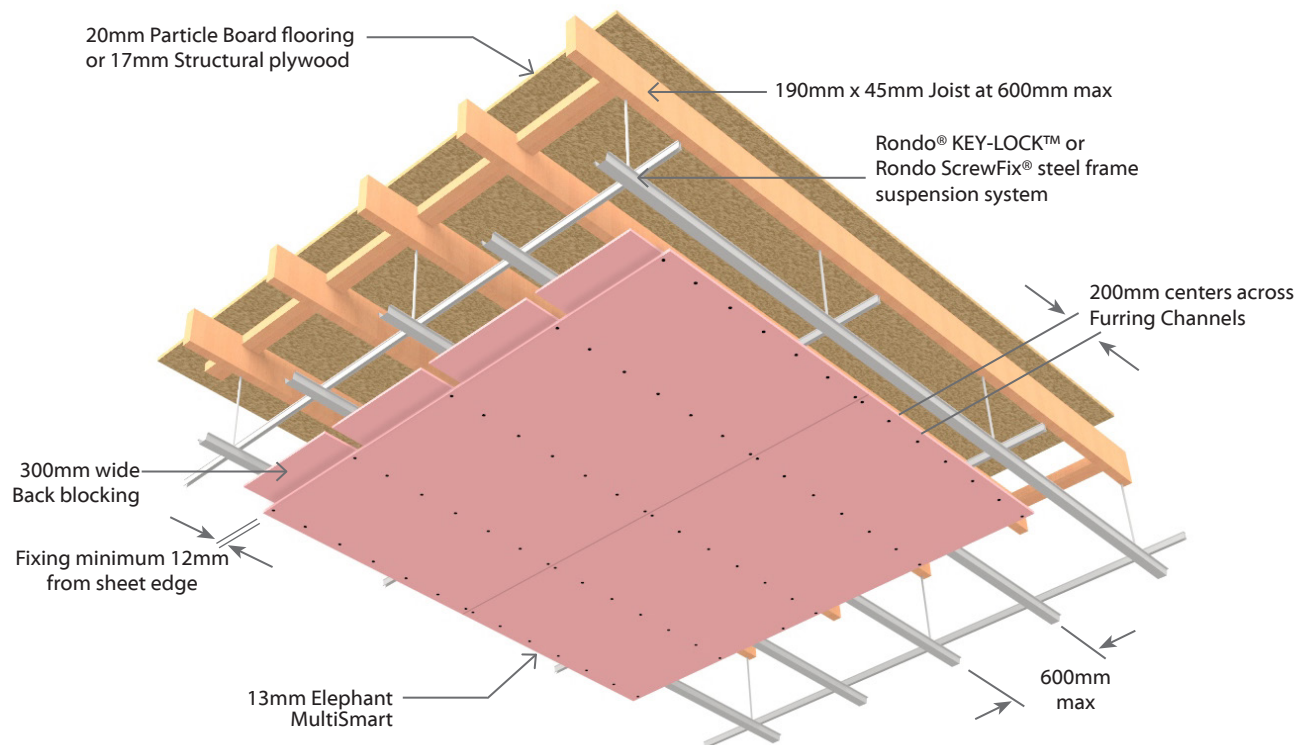 20mm Particle Board flooring
or 17mm Structural plywood
190mm x 45mm Joist at 600mm max
Rondo® KEY-LOCK™ or
Rondo ScrewFix® steel frame
suspension system
200mm centers across
Furring Channels
300mm wide
Back blocking
Fixing minimum 12mm
from sheet edge
13mm Elephant
MultiSmart
600mm
max